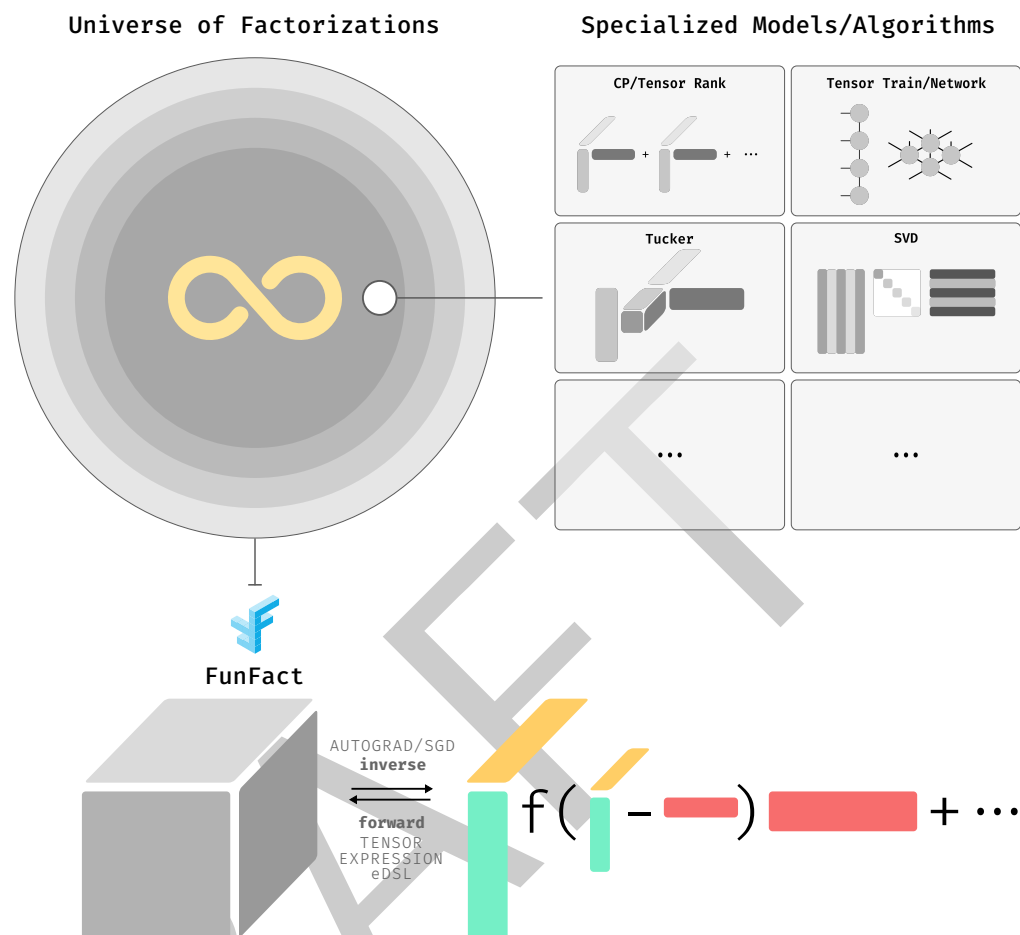 Universe of Factorizations
Specialized Models/Algorithms
CP/Tensor Rank
+ + ...
Tensor Train/Network
Tucker
SVD
...
...
FunFact
AUTOGRAD/SGD
inverse
forward
TENSOR
EXPRESSION
eDSL
f( − ) + ...
AFT